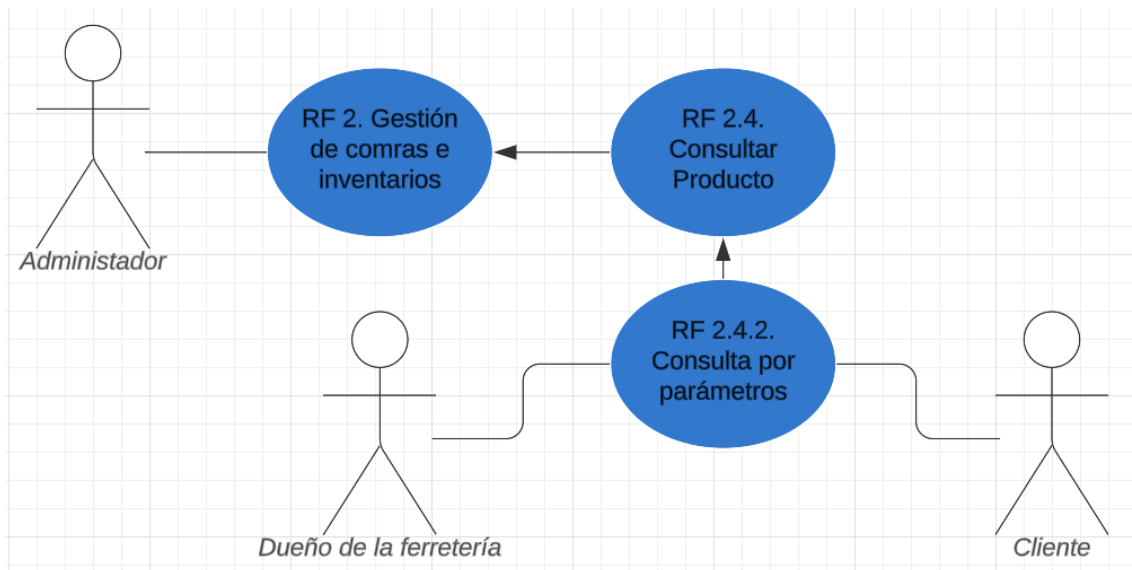 RF 2. Gestión
de comras e
inventarios
RF 2.4.
Consultar
Producto
Administador
RF 2.4.2.
Consulta por
parámetros
Dueño de la ferretería
Cliente